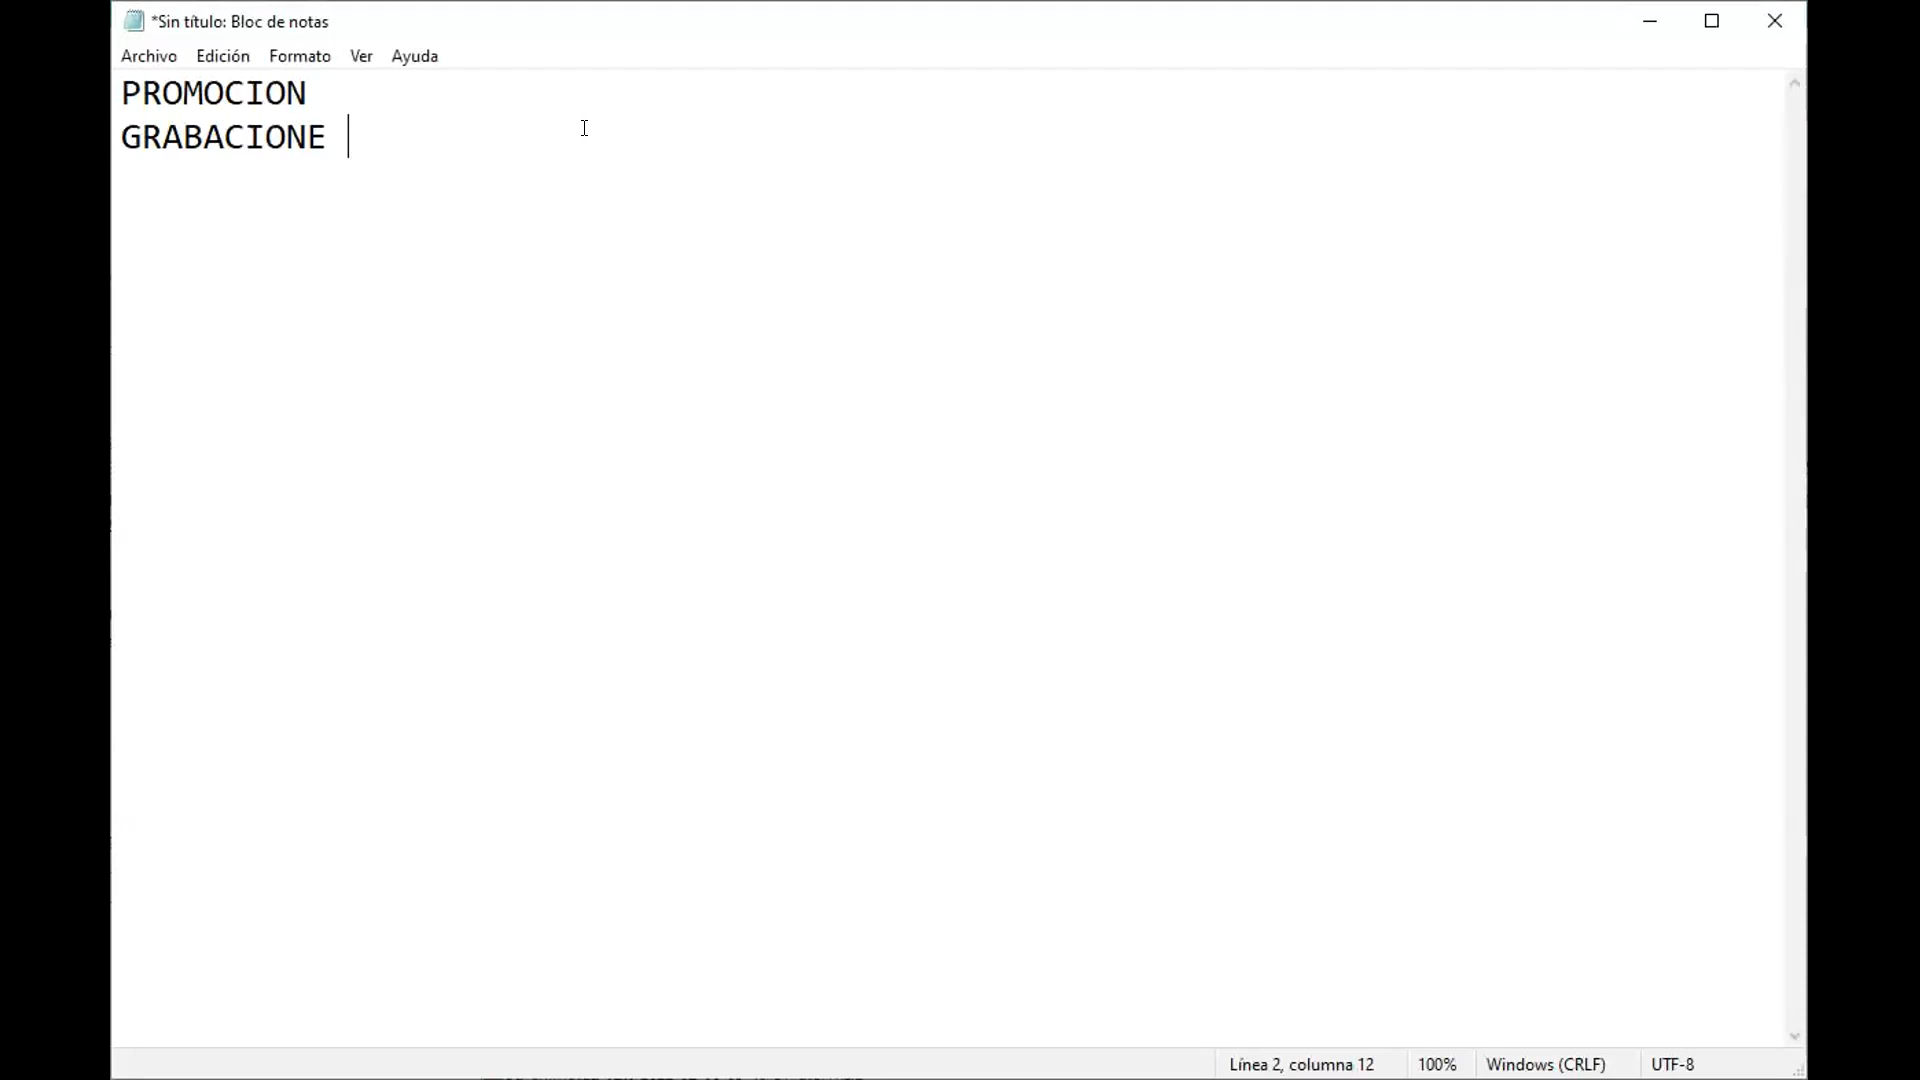 *Sin título: Bloc de notas
Archivo Edición Formato Ver Ayuda
PROMOCION
GRABACIONE
Línea 2, columna 12 100% Windows (CRLF) UTF-8